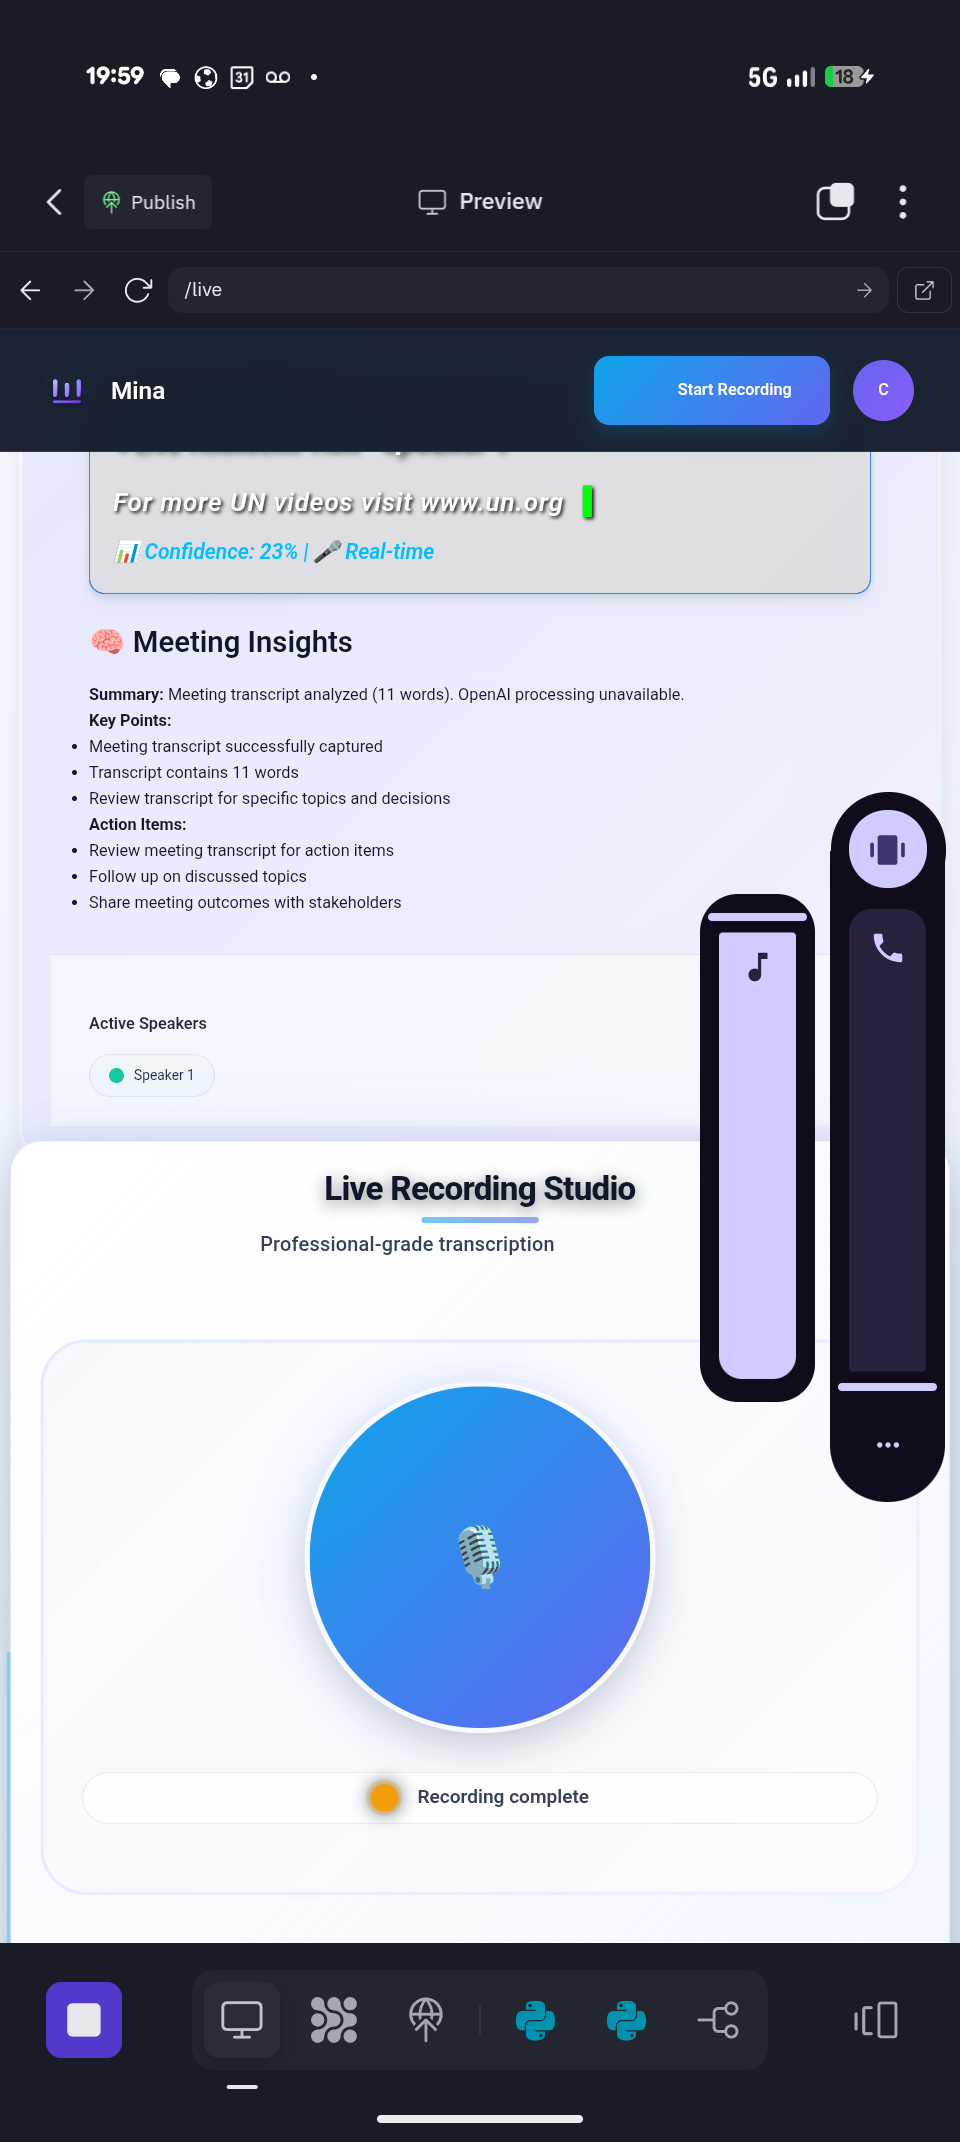 19:59
31
5G
18
Publish
Preview
/live
Mina
Start Recording
C
For more UN videos visit www.un.org
Confidence: 23% | Real-time
Meeting Insights
Summary: Meeting transcript analyzed (11 words). OpenAI processing unavailable.
Key Points:
Meeting transcript successfully captured
Transcript contains 11 words
Review transcript for specific topics and decisions
Action Items:
Review meeting transcript for action items
Follow up on discussed topics
Share meeting outcomes with stakeholders
Active Speakers
Speaker 1
Live Recording Studio
Professional-grade transcription
Recording complete